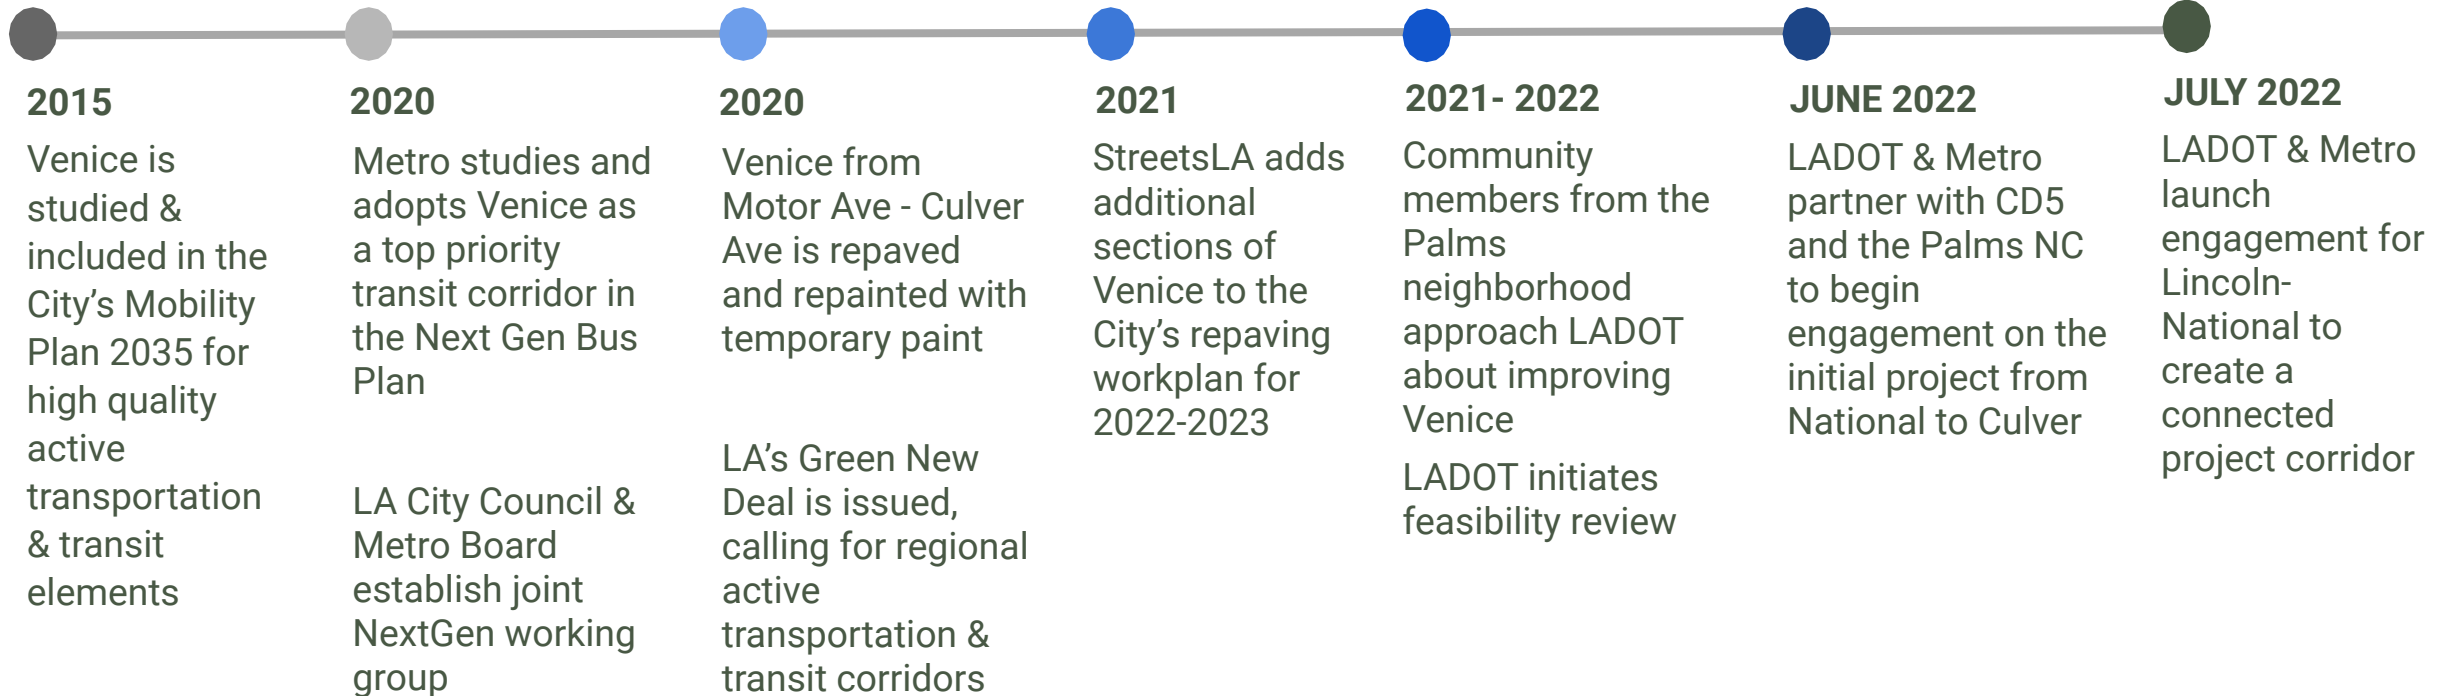 2015
Venice is
studied &
included in the
City's Mobility
Plan 2035 for
high quality
active
transportation
& transit
elements
2020
Metro studies and
adopts Venice as
a top priority
transit corridor in
the Next Gen Bus
Plan
LA City Council &
Metro Board
establish joint
NextGen working
group
2020
Venice from
Motor Ave - Culver
Ave is repaved
and repainted with
temporary paint
LA's Green New
Deal is issued,
calling for regional
active
transportation &
transit corridors
2021
StreetsLA adds
additional
sections of
Venice to the
City's repaving
workplan for
2022-2023
2021- 2022
Community
members from the
Palms
neighborhood
approach LADOT
about improving
Venice
LADOT initiates
feasibility review
JUNE 2022
LADOT & Metro
partner with CD5
and the Palms NC
to begin
engagement on the
initial project from
National to Culver
JULY 2022
LADOT & Metro
launch
engagement for
Lincoln-
National to
create a
connected
project corridor